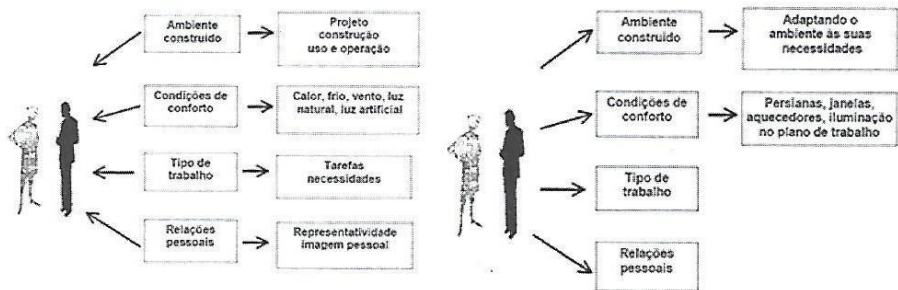 Ambiente
construído
Projeto
construção
uso e operação
Condições de
conforto
Calor, frio, vento, luz
natural, luz artificial
Tipo de
trabalho
Tarefas
necessidades
Relações
pessoais
Representatividade
imagem pessoal
Ambiente
construído
Adaptando o
ambiente às suas
necessidades
Condições de
conforto
Persianas, janelas,
aquecedores, iluminação
no plano de trabalho
Tipo de
trabalho
Relações
pessoais